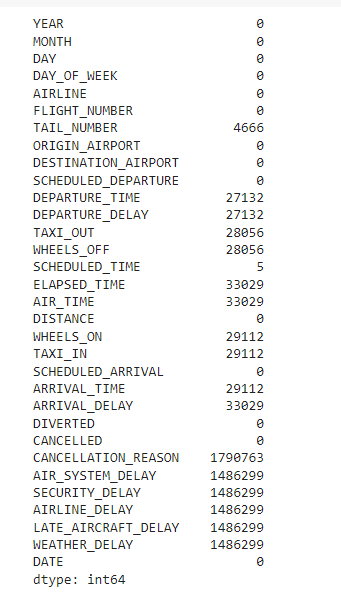 YEAR 0
MONTH 0
DAY 0
DAY_OF_WEEK 0
AIRLINE 0
FLIGHT_NUMBER 0
TAIL_NUMBER 4666
ORIGIN_AIRPORT 0
DESTINATION_AIRPORT 0
SCHEDULED_DEPARTURE 0
DEPARTURE_TIME 27132
DEPARTURE_DELAY 27132
TAXI_OUT 28056
WHEELS_OFF 28056
SCHEDULED_TIME 5
ELAPSED_TIME 33029
AIR_TIME 33029
DISTANCE 0
WHEELS_ON 29112
TAXI_IN 29112
SCHEDULED_ARRIVAL 0
ARRIVAL_TIME 29112
ARRIVAL_DELAY 33029
DIVERTED 0
CANCELLED 0
CANCELLATION_REASON 1790763
AIR_SYSTEM_DELAY 1486299
SECURITY_DELAY 1486299
AIRLINE_DELAY 1486299
LATE_AIRCRAFT_DELAY 1486299
WEATHER_DELAY 1486299
DATE 0
dtype: int64